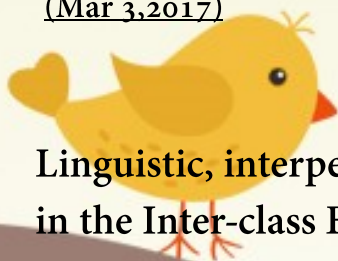 (Mar 3,2017)
Linguistic, interpe
in the Inter-class